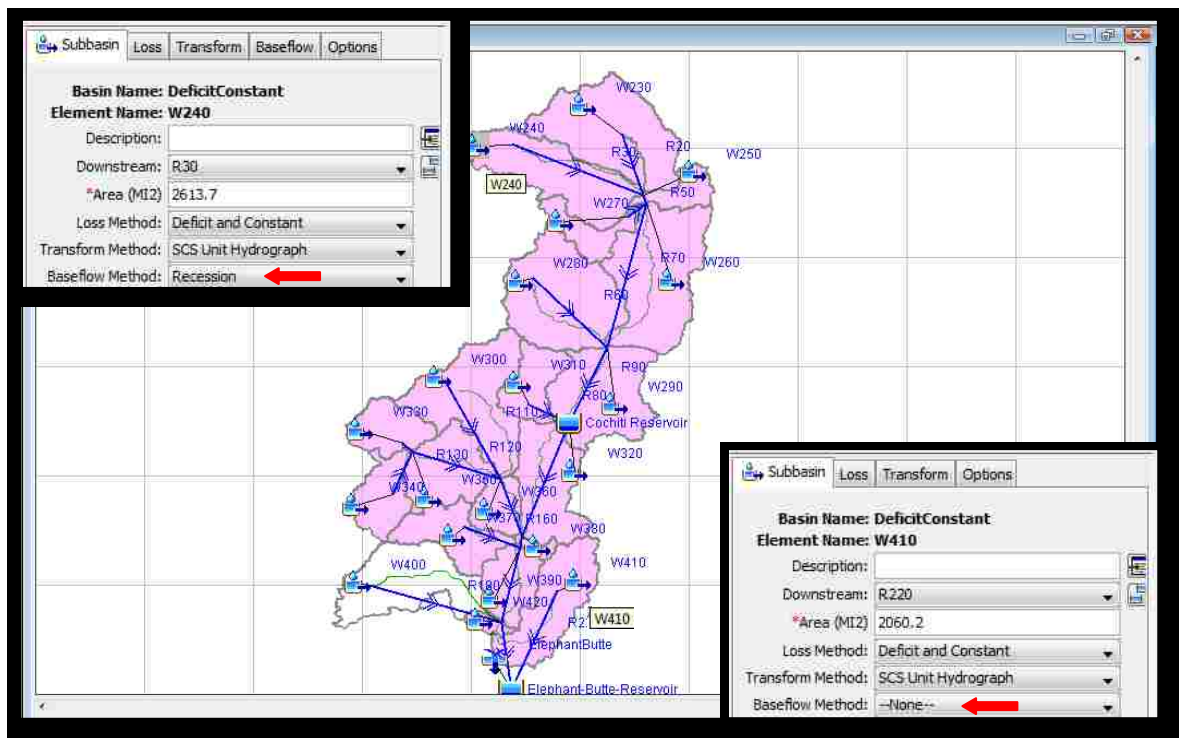 Subbasin Loss Transform Baseflow Options
Basin Name: DeficitConstant
Element Name: W240
Description:
Downstream: R30
*Area (MI2) 2613.7
Loss Method: Deficit and Constant
Transform Method: SCS Unit Hydrograph
Baseflow Method: Recession
W230
W240
R30
R20
W250
W240
R50
W270
W280
R70
W260
R60
W300
W310
R90
W290
R80
W330
R110
Cochiti Reservoir
R120
R130
W320
W340
W360
W370
R160
W380
W400
W410
R180
W390
W420
W410
ElephantButte
Elephant-Butte-Reservoir
Subbasin Loss Transform Options
Basin Name: DeficitConstant
Element Name: W410
Description:
Downstream: R220
*Area (MI2) 2060.2
Loss Method: Deficit and Constant
Transform Method: SCS Unit Hydrograph
Baseflow Method: --None--